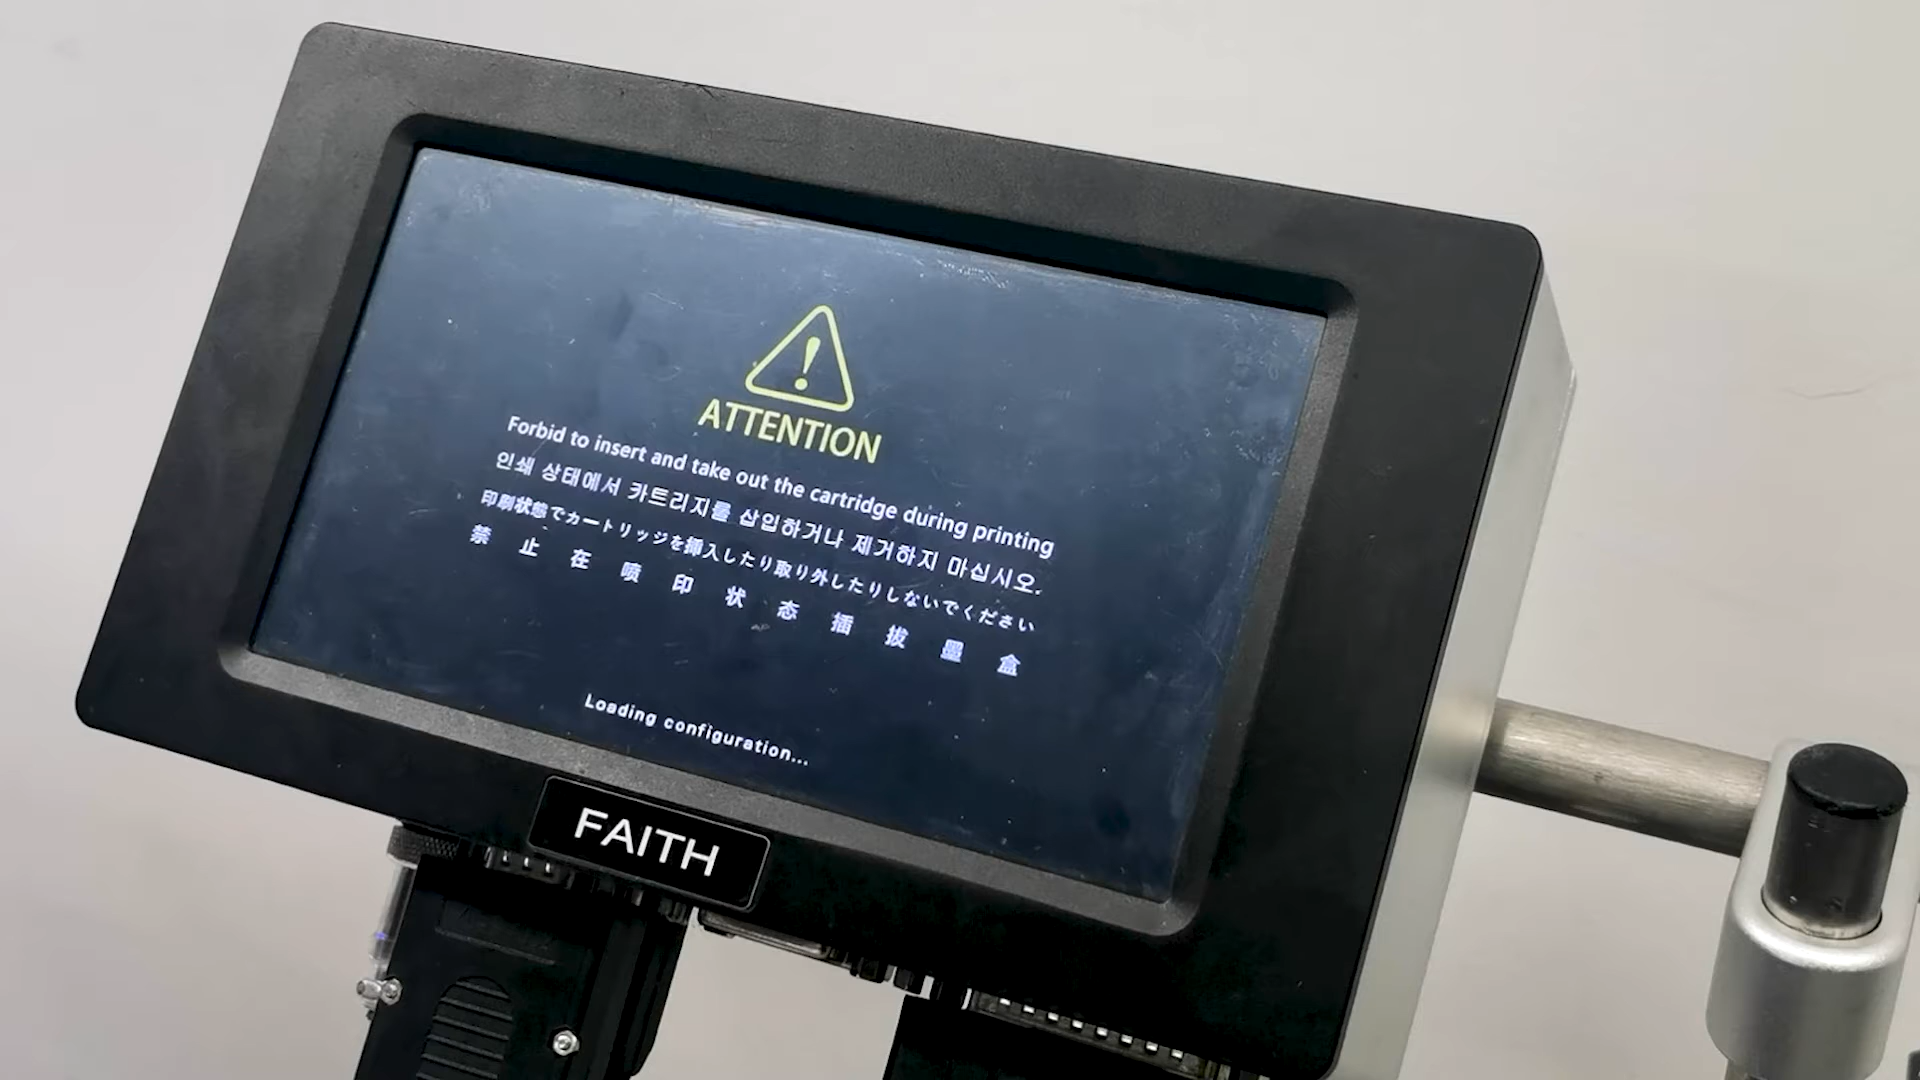 ATTENTION
Forbid to insert and take out the cartridge during printing
인쇄 상태에서 카트리지를 삽입하거나 제거하지 마십시오.
印刷状態でカートリッジを挿入したり取り外したりしないでください
禁止在喷印状态插拔墨盒
Loading configuration...
FAITH